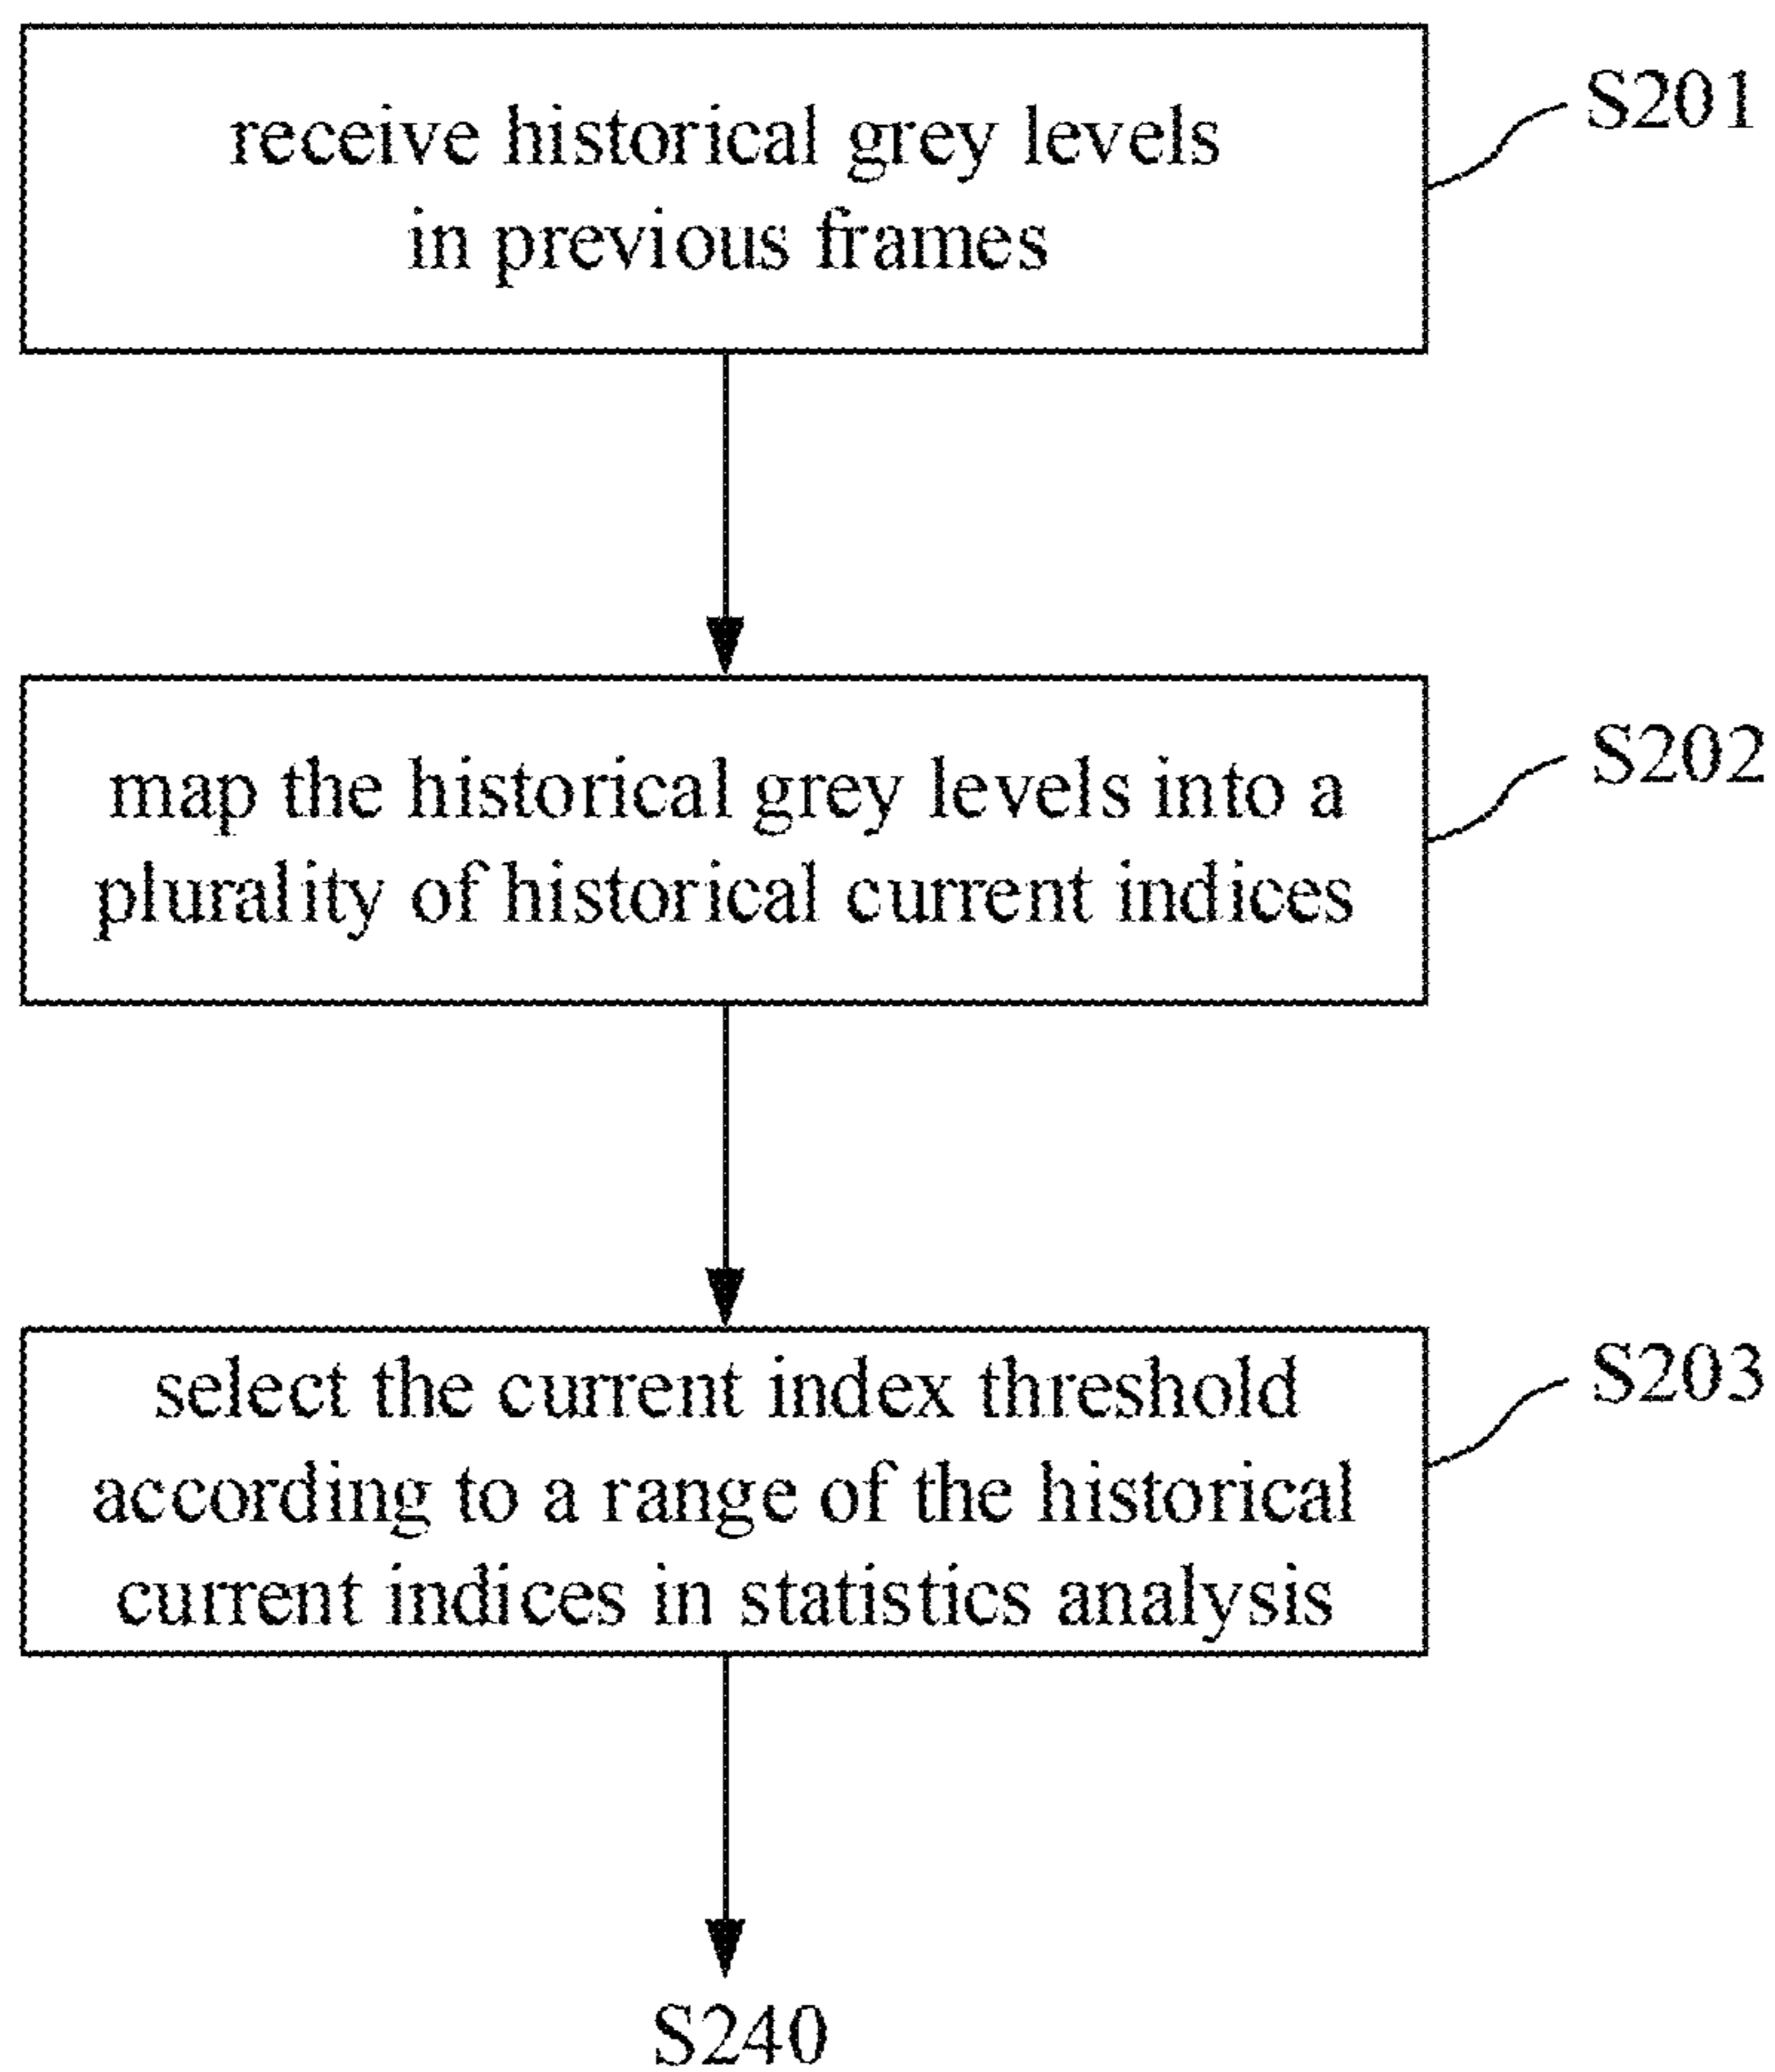 receive historical grey levels
in previous frames
S201
map the historical grey levels into a
plurality of historical current indices
S202
select the current index threshold
according to a range of the historical
current indices in statistics analysis
S203
S240